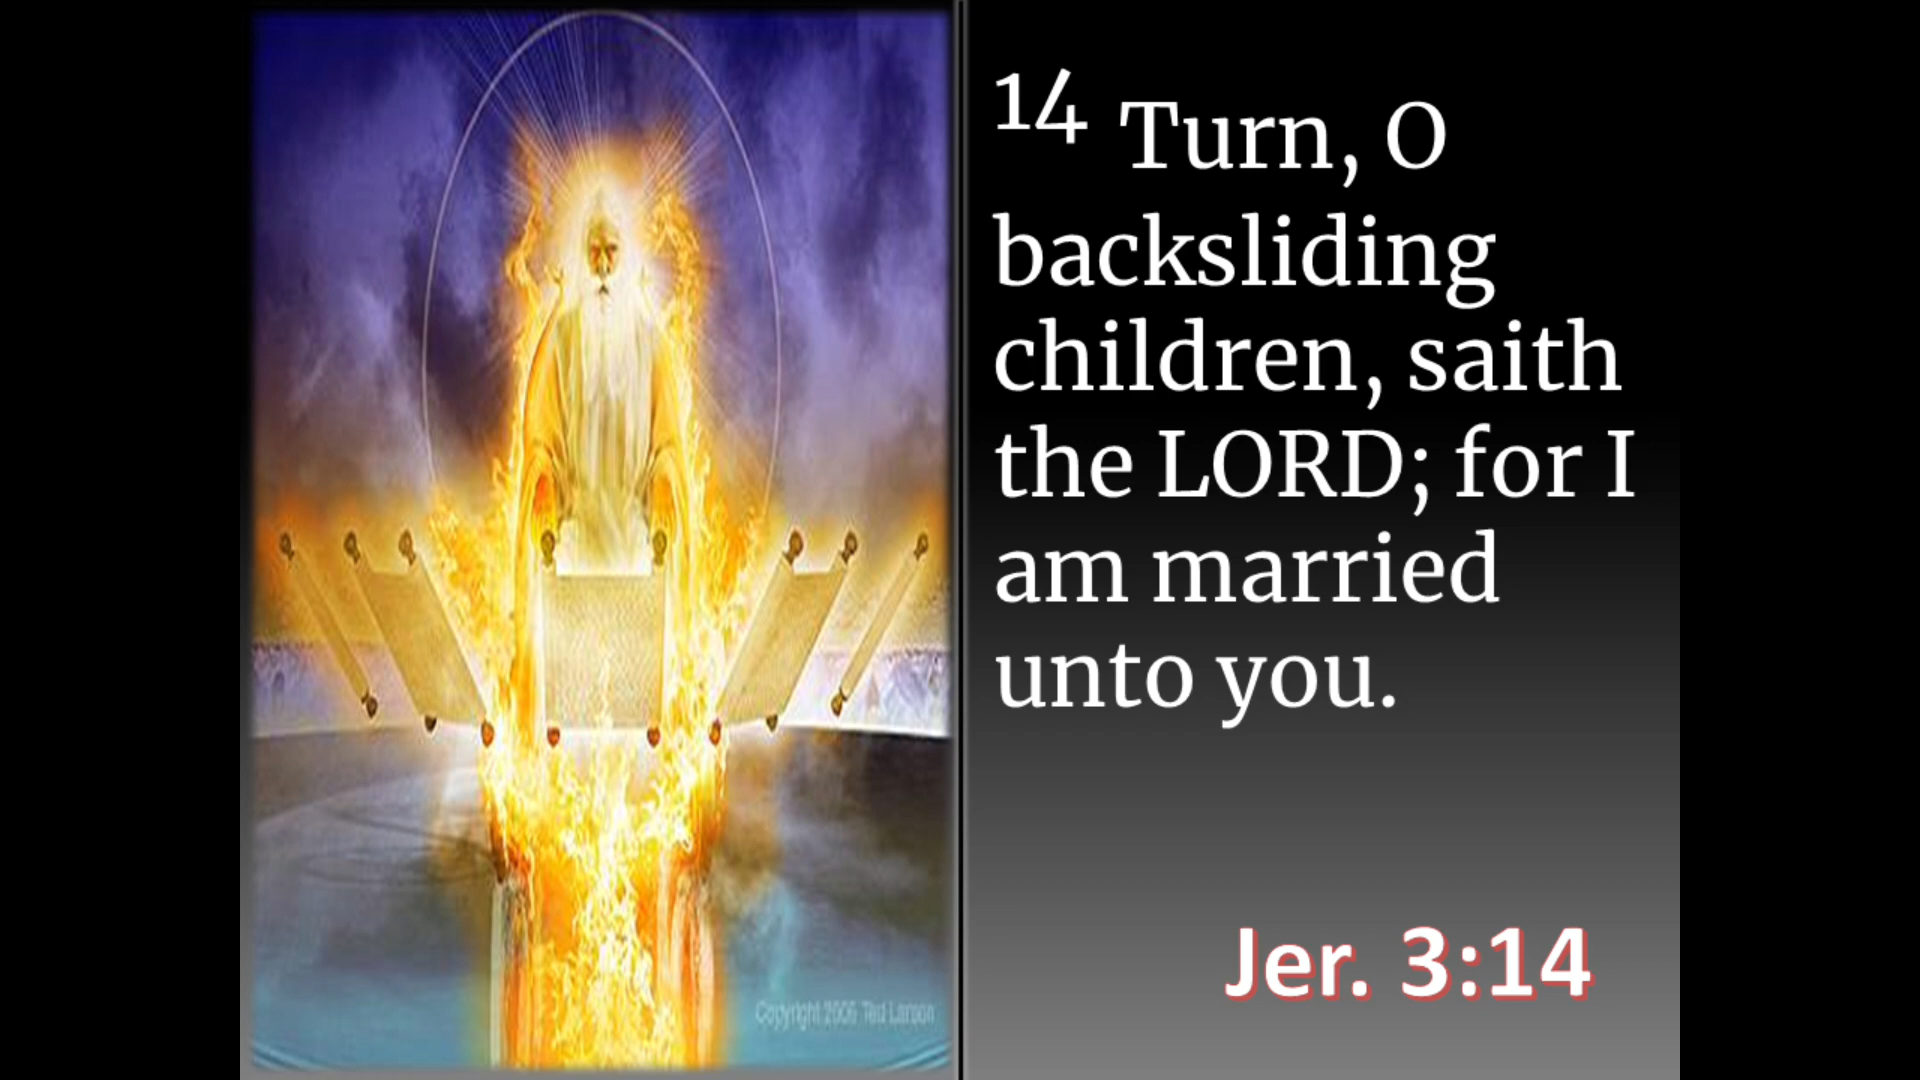 14 Turn, O
backsliding
children, saith
the LORD; for I
am married
unto you.
Jer. 3:14
Copyright 2005 Ted Larson